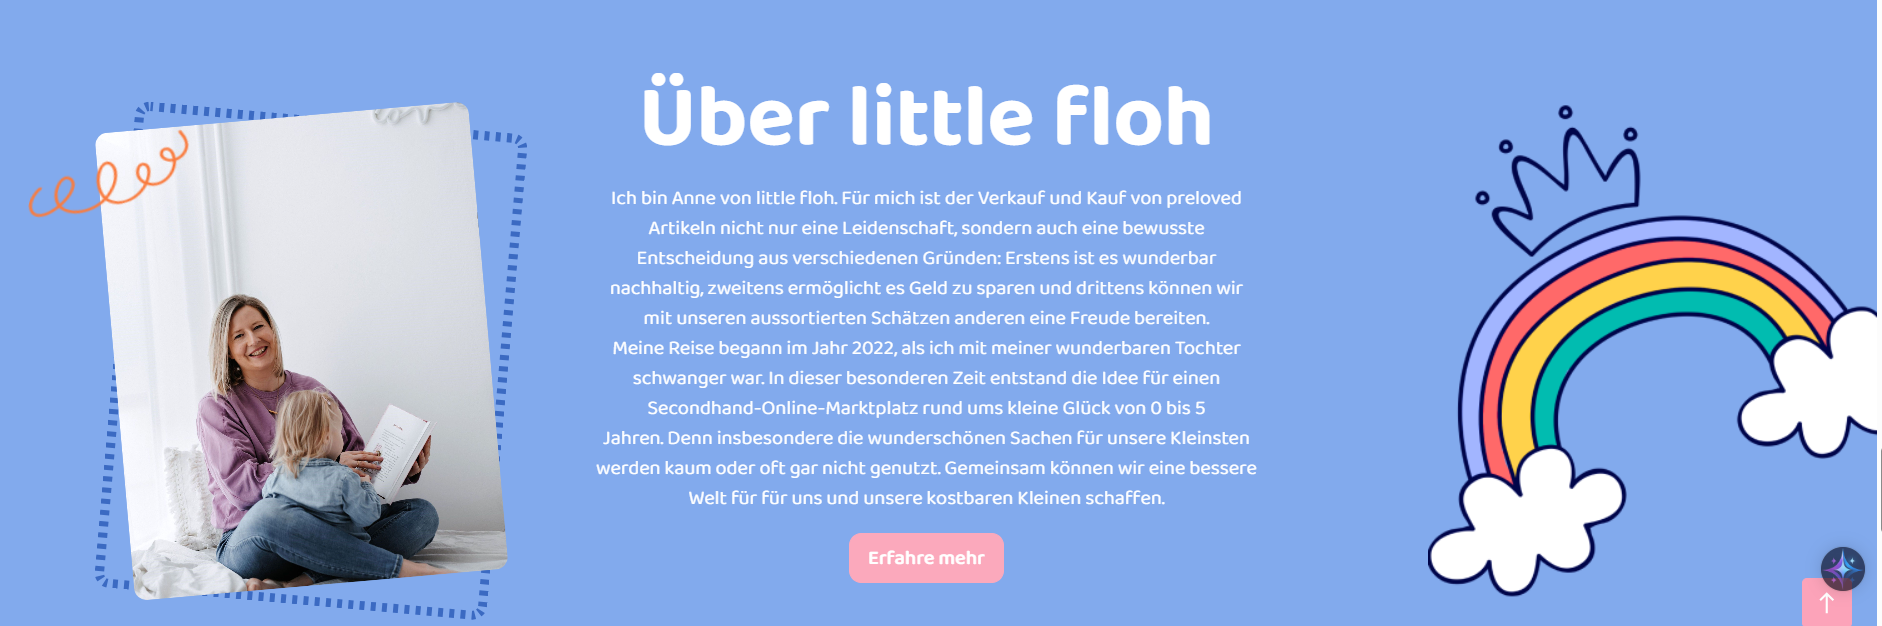 Über little floh
Ich bin Anne von little floh. Für mich ist der Verkauf und Kauf von preloved
Artikeln nicht nur eine Leidenschaft, sondern auch eine bewusste
Entscheidung aus verschiedenen Gründen: Erstens ist es wunderbar
nachhaltig, zweitens ermöglicht es Geld zu sparen und drittens können wir
mit unseren aussortierten Schätzen anderen eine Freude bereiten.
Meine Reise begann im Jahr 2022, als ich mit meiner wunderbaren Tochter
schwanger war. In dieser besonderen Zeit entstand die Idee für einen
Secondhand-Online-Marktplatz rund ums kleine Glück von 0 bis 5
Jahren. Denn insbesondere die wunderschönen Sachen für unsere Kleinsten
werden kaum oder oft gar nicht genutzt. Gemeinsam können wir eine bessere
Welt für für uns und unsere kostbaren Kleinen schaffen.
Erfahre mehr